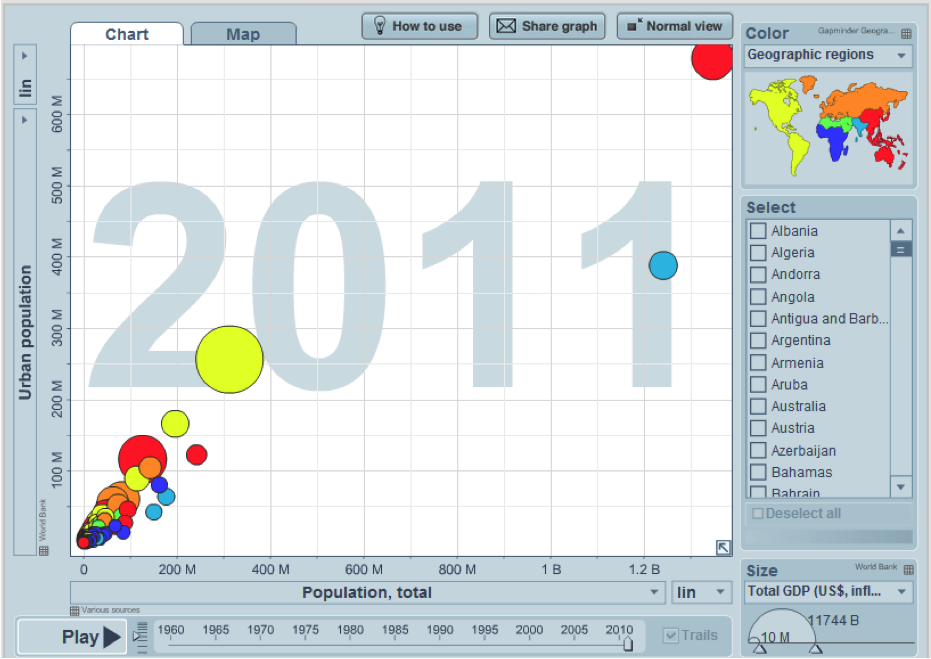 Chart
Map
How to use
Share graph
Normal view
Color
Gapminder Geogra...
Geographic regions
lin
Urban population
World Bank
600 M
500 M
400 M
300 M
200 M
100 M
2011
0
200 M
400 M
600 M
800 M
1 B
1.2 B
Population, total
lin
Various sources
Select
Albania
Algeria
Andorra
Angola
Antigua and Barb...
Argentina
Armenia
Aruba
Australia
Austria
Azerbaijan
Bahamas
Bahrain
Deselect all
Size
World Bank
Total GDP (US$, infl...
11744 B
10 M
Play
1960 1965 1970 1975 1980 1985 1990 1995 2000 2005 2010
Trails